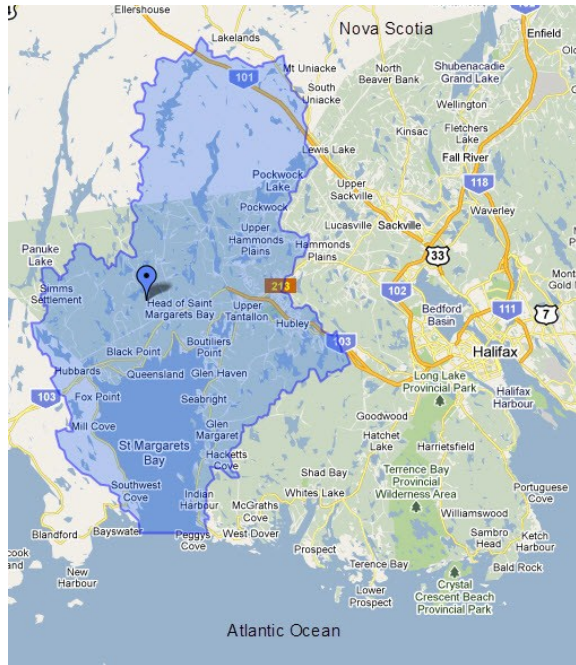 Ellershouse
Nova Scotia
Lakelands
Enfield
101
Mt Uniacke
South
Uniacke
North
Beaver Bank
Shubenacadie
Grand Lake
Wellington
Kinsac
Fletchers
Lake
Lewis Lake
Fall River
118
Pockwock
Lake
Upper
Sackville
Pockwock
Waverley
Lucasville
Sackville
Upper
Hammonds
Plains
Hammonds
Plains
33
Panuke
Lake
Simms
Settlement
213
102
Head of Saint
Margarets Bay
Upper
Tantallon
Bedford
Basin
111
7
Hubley
103
Boutiliers
Point
Black Point
Halifax
Hubbards
Queensland
Glen Haven
Long Lake
Provincial Park
103
Fox Point
Seabright
Halifax
Harbour
Mill Cove
Glen
Margaret
Goodwood
Hatchet
Lake
Harrietsfield
St Margarets
Bay
Hacketts
Cove
Shad Bay
Terrence Bay
Provincial
Wilderness Area
Southwest
Cove
Indian
Harbour
Whites Lake
Portuguese
Cove
McGraths
Cove
Williamswood
Blandford
Bayswater
Peggys
Cove
West Dover
Sambro
Head
Ketch
Harbour
Prospect
New
Harbour
Terence Bay
Bald Rock
Lower
Prospect
Crystal
Crescent Beach
Provincial Park
Atlantic Ocean